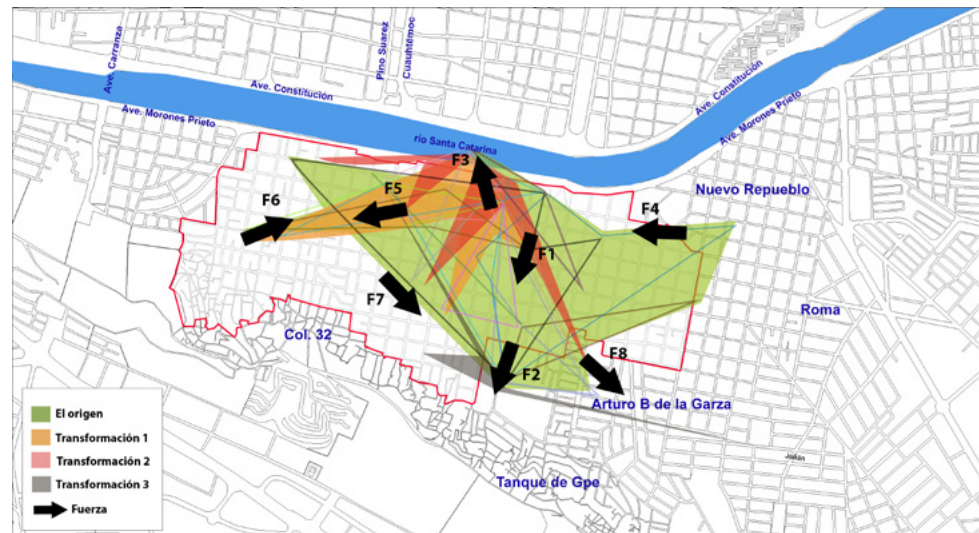 Ave. Carranza
Pino Suarez
Cuauhtémoc
Ave. Constitución
Ave. Constitución
Ave. Morones Prieto
Ave. Morones Prieto
río Santa Catarina
F3
Nuevo Repueblo
F6
F5
F4
F1
F7
Roma
Col. 32
F8
F2
Arturo B de la Garza
Tanque de Gpe
El origen
Transformación 1
Transformación 2
Transformación 3
Fuerza